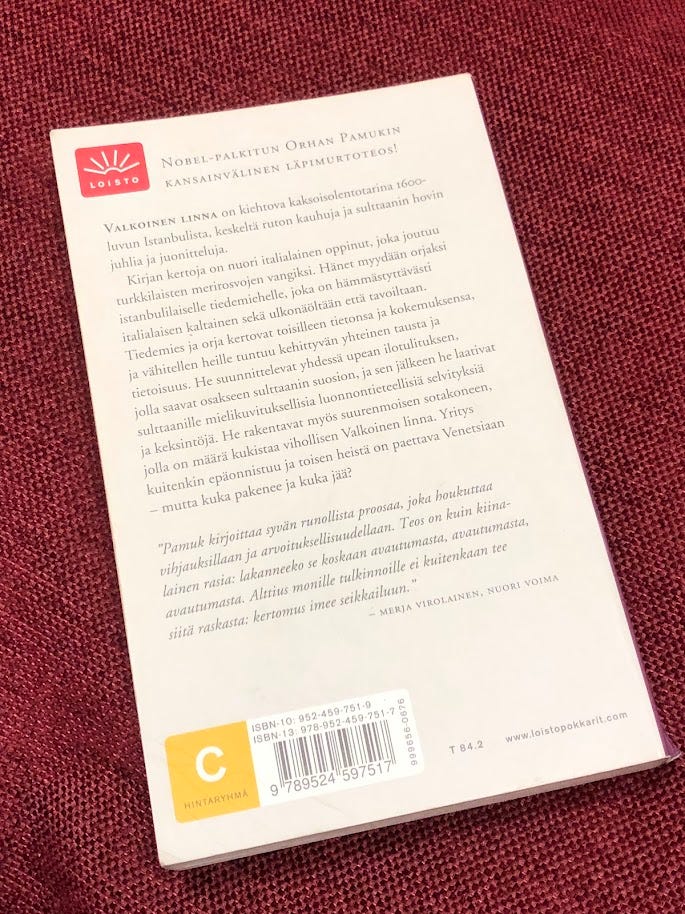 LOISTO
Nobel-palkitun Orhan Pamukin
kansainvälinen läpimurtoteos!
Valkoinen linna on kiehtova kaksoisolentotarina 1600-
luvun Istanbulista, keskeltä ruton kauhuja ja sulttaanin hovin
juhlia ja juonitteluja.
Kirjan kertoja on nuori italialainen oppinut, joka joutuu
turkkilaisten merirosvojen vangiksi. Hänet myydään orjaksi
istanbulilaiselle tiedemiehelle, joka on hämmästyttävästi
italialaisen kaltainen sekä ulkonäöltään että tavoiltaan.
Tiedemies ja orja kertovat toisilleen tietonsa ja kokemuksensa,
ja vähitellen heille tuntuu kehittyvän yhteinen tausta ja
tietoisuus. He suunnittelevat yhdessä upean ilotulituksen,
jolla saavat osakseen sulttaanin suosion, ja sen jälkeen he laativat
sulttaanille mielikuvituksellisia luonnontieteellisiä selvityksiä
ja keksintöjä. He rakentavat myös suurenmoisen sotakoneen,
jolla on määrä kukistaa vihollisen Valkoinen linna. Yritys
kuitenkin epäonnistuu ja toisen heistä on paettava Venetsiaan
– mutta kuka pakenee ja kuka jää?
"Pamuk kirjoittaa syvän runollista proosaa, joka houkuttaa
vihjauksillaan ja arvoituksellisuudellaan. Teos on kuin kiina-
lainen rasia: lakanneeko se koskaan avautumasta, avautumasta,
avautumasta. Alttius monille tulkinnoille ei kuitenkaan tee
siitä raskasta: kertomus imee seikkailuun."
– Merja Virolainen, Nuori Voima
C
HINTARYHMÄ
ISBN-10: 952-459-751-9
ISBN-13: 978-952-459-751-7
9 789524 597517
999656-0676
T 84.2
www.loistopokkarit.com